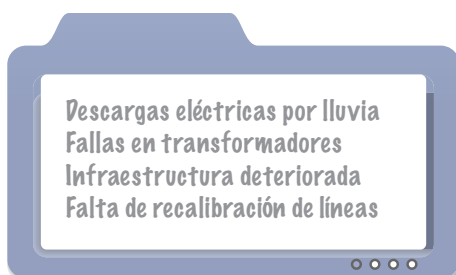 Descargas eléctricas por lluvia
Fallas en transformadores
Infraestructura deteriorada
Falta de recalibración de líneas